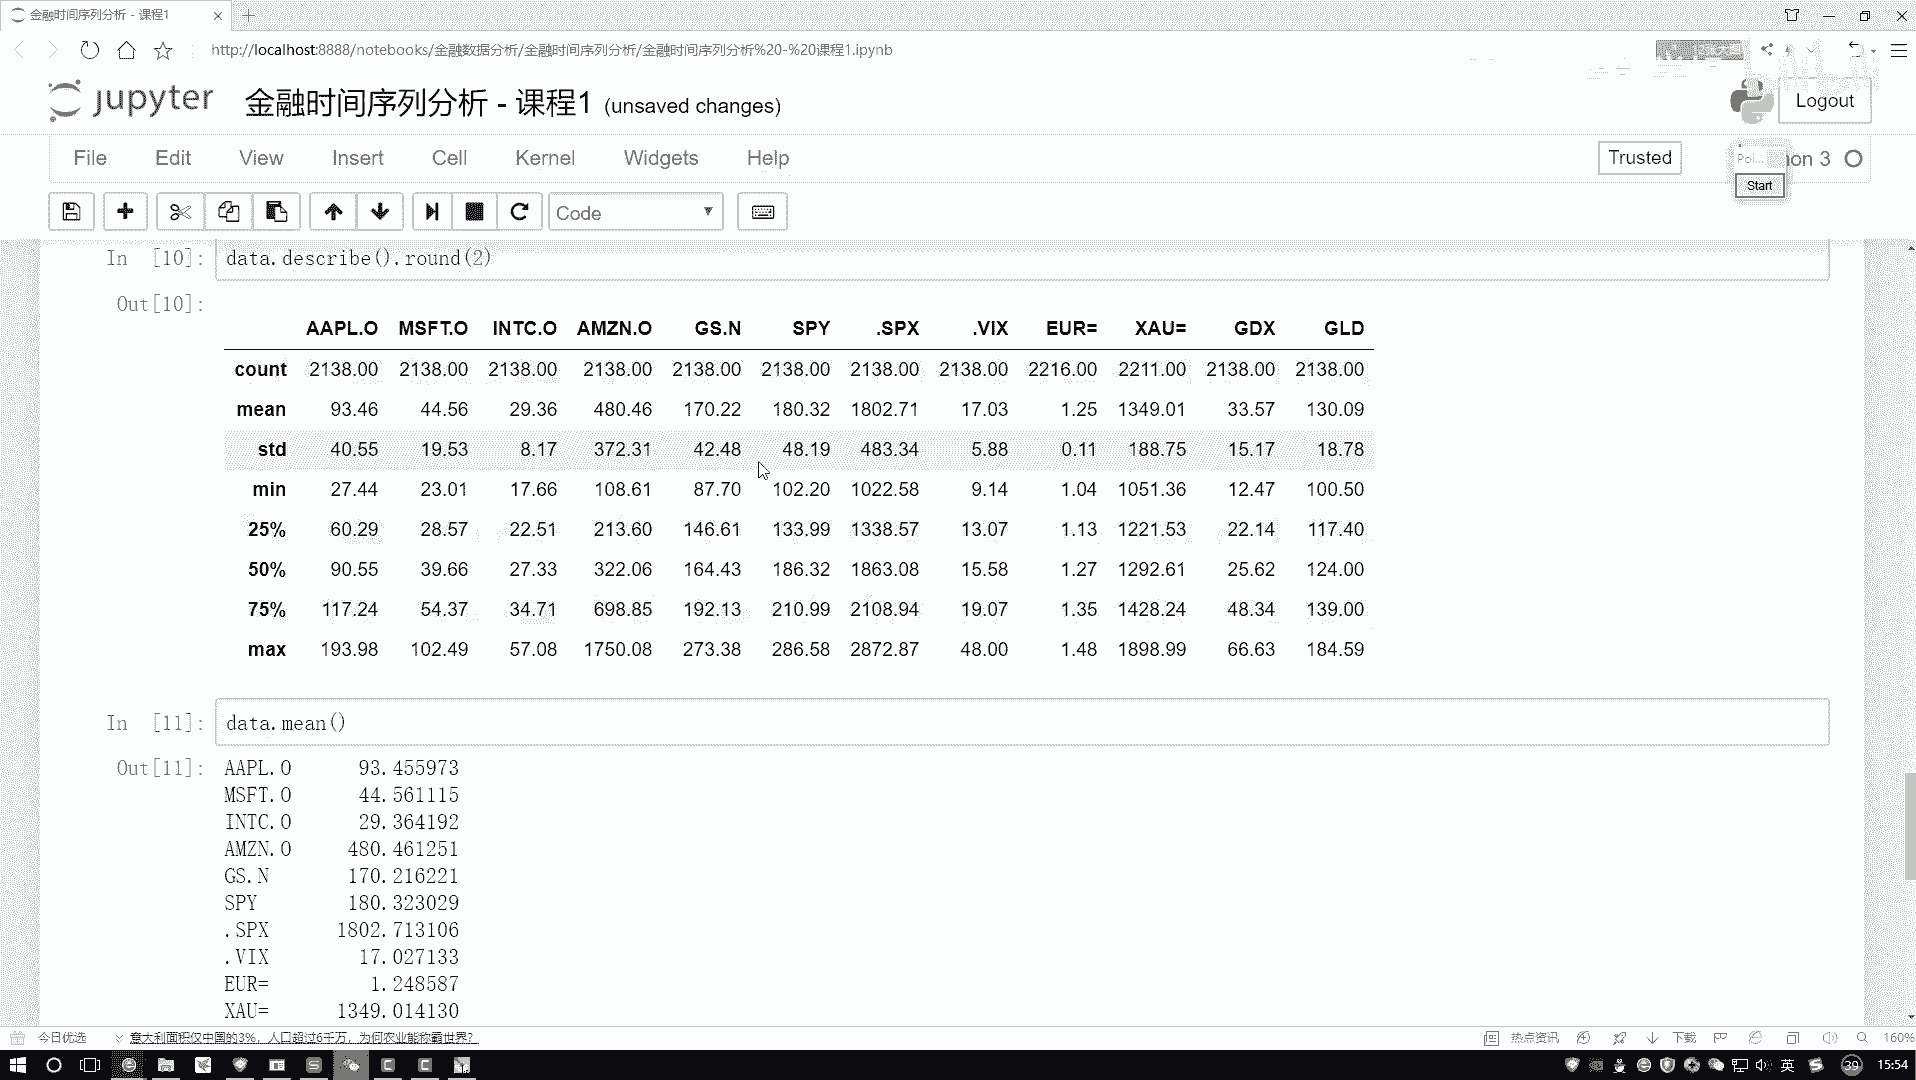 金融时间序列分析 - 课程1
http://localhost:8888/notebooks/金融数据分析/金融时间序列分析/金融时间序列分析%20-%20课程1.ipynb
jupyter 金融时间序列分析 - 课程1 (unsaved changes)
Logout
File Edit View Insert Cell Kernel Widgets Help
Trusted
on 3
Poi...
Start
Code
In [10]: data.describe().round(2)
Out[10]:
AAPL.O MSFT.O INTC.O AMZN.O GS.N SPY .SPX .VIX EUR= XAU= GDX GLD
count 2138.00 2138.00 2138.00 2138.00 2138.00 2138.00 2138.00 2138.00 2216.00 2211.00 2138.00 2138.00
mean 93.46 44.56 29.36 480.46 170.22 180.32 1802.71 17.03 1.25 1349.01 33.57 130.09
std 40.55 19.53 8.17 372.31 42.48 48.19 483.34 5.88 0.11 188.75 15.17 18.78
min 27.44 23.01 17.66 108.61 87.70 102.20 1022.58 9.14 1.04 1051.36 12.47 100.50
25% 60.29 28.57 22.51 213.60 146.61 133.99 1338.57 13.07 1.13 1221.53 22.14 117.40
50% 90.55 39.66 27.33 322.06 164.43 186.32 1863.08 15.58 1.27 1292.61 25.62 124.00
75% 117.24 54.37 34.71 698.85 192.13 210.99 2108.94 19.07 1.35 1428.24 48.34 139.00
max 193.98 102.49 57.08 1750.08 273.38 286.58 2872.87 48.00 1.48 1898.99 66.63 184.59
In [11]: data.mean()
Out[11]: AAPL.O 93.455973
MSFT.O 44.561115
INTC.O 29.364192
AMZN.O 480.461251
GS.N 170.216221
SPY 180.323029
.SPX 1802.713106
.VIX 17.027133
EUR= 1.248587
XAU= 1349.014130
今日优选 意大利面积仅中国的3%，人口超过6千万，为何农业能称霸世界？ 热点资讯 下载 160%
英 39 15:54